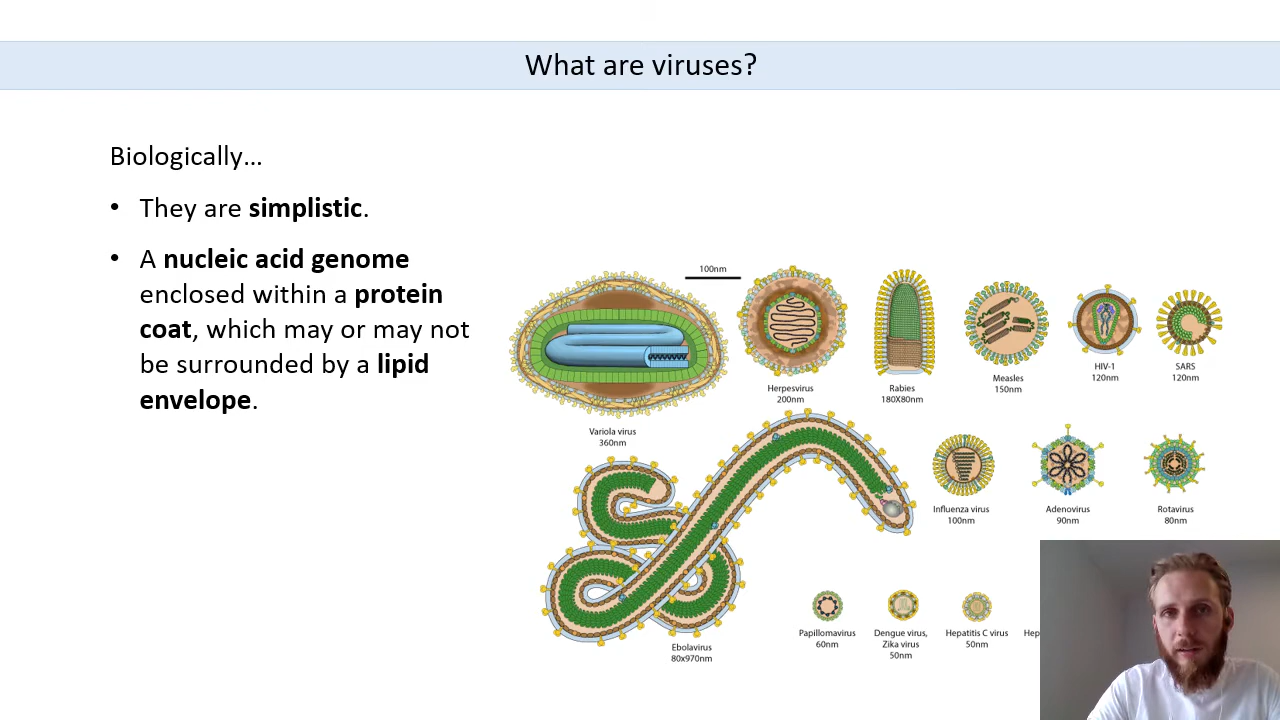 What are viruses?
Biologically…
• They are simplistic.
• A nucleic acid genome
enclosed within a protein
coat, which may or may not
be surrounded by a lipid
envelope.
100nm
Variola virus
360nm
Herpesvirus
200nm
Rabies
180X80nm
Measles
150nm
HIV-1
120nm
SARS
120nm
Influenza virus
100nm
Adenovirus
90nm
Rotavirus
80nm
Ebolavirus
80x970nm
Papillomavirus
60nm
Dengue virus,
Zika virus
50nm
Hepatitis C virus
50nm